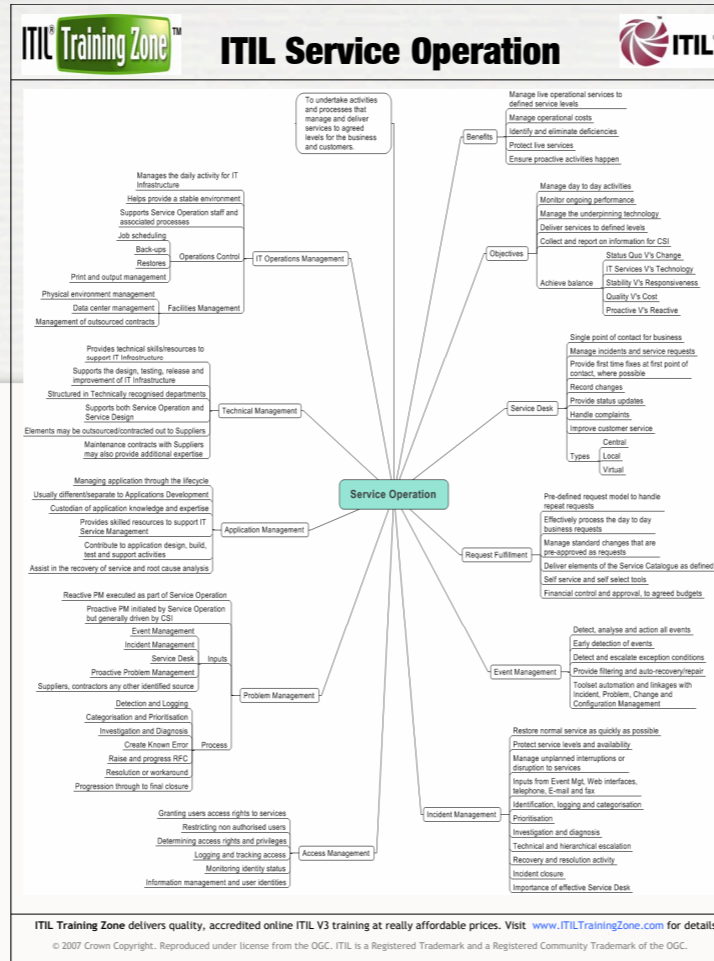 ITIL® Training Zone™
ITIL Service Operation
ITIL
To undertake activities
and processes that
manage and deliver
services to agreed
levels for the business
and customers.
Manages the daily activity for IT
Infrastructure
Helps provide a stable environment
Supports Service Operation staff and
associated processes
Job scheduling
Back-ups
Restores
Print and output management
Operations Control
Physical environment management
Data center management
Management of outsourced contracts
Facilities Management
IT Operations Management
Provides technical skills/resources to
support IT Infrastructure
Supports the design, testing, release and
improvement of IT Infrastructure
Structured in Technically recognised departments
Supports both Service Operation and
Service Design
Elements may be outsourced/contracted out to Suppliers
Maintenance contracts with Suppliers
may also provide additional expertise
Technical Management
Managing application through the lifecycle
Usually different/separate to Applications Development
Custodian of application knowledge and expertise
Provides skilled resources to support IT
Service Management
Contribute to application design, build,
test and support activities
Assist in the recovery of service and root cause analysis
Application Management
Reactive PM executed as part of Service Operation
Proactive PM initiated by Service Operation
but generally driven by CSI
Event Management
Incident Management
Service Desk
Proactive Problem Management
Suppliers, contractors any other identified source
Inputs
Detection and Logging
Categorisation and Prioritisation
Investigation and Diagnosis
Create Known Error
Raise and progress RFC
Resolution or workaround
Progression through to final closure
Process
Problem Management
Granting users access rights to services
Restricting non authorised users
Determining access rights and privileges
Logging and tracking access
Monitoring identity status
Information management and user identities
Access Management
Service Operation
Benefits
Manage live operational services to
defined service levels
Manage operational costs
Identify and eliminate deficiencies
Protect live services
Ensure proactive activities happen
Objectives
Manage day to day activities
Monitor ongoing performance
Manage the underpinning technology
Deliver services to defined levels
Collect and report on information for CSI
Achieve balance
Status Quo V's Change
IT Services V's Technology
Stability V's Responsiveness
Quality V's Cost
Proactive V's Reactive
Service Desk
Single point of contact for business
Manage incidents and service requests
Provide first time fixes at first point of
contact, where possible
Record changes
Provide status updates
Handle complaints
Improve customer service
Types
Central
Local
Virtual
Request Fulfillment
Pre-defined request model to handle
repeat requests
Effectively process the day to day
business requests
Manage standard changes that are
pre-approved as requests
Deliver elements of the Service Catalogue as defined
Self service and self select tools
Financial control and approval, to agreed budgets
Event Management
Detect, analyse and action all events
Early detection of events
Detect and escalate exception conditions
Provide filtering and auto-recovery/repair
Toolset automation and linkages with
Incident, Problem, Change and
Configuration Management
Incident Management
Restore normal service as quickly as possible
Protect service levels and availability
Manage unplanned interruptions or
disruption to services
Inputs from Event Mgt, Web interfaces,
telephone, E-mail and fax
Identification, logging and categorisation
Prioritisation
Investigation and diagnosis
Technical and hierarchical escalation
Recovery and resolution activity
Incident closure
Importance of effective Service Desk
ITIL Training Zone delivers quality, accredited online ITIL V3 training at really affordable prices. Visit www.ITILTrainingZone.com for details
© 2007 Crown Copyright. Reproduced under license from the OGC. ITIL is a Registered Trademark and a Registered Community Trademark of the OGC.